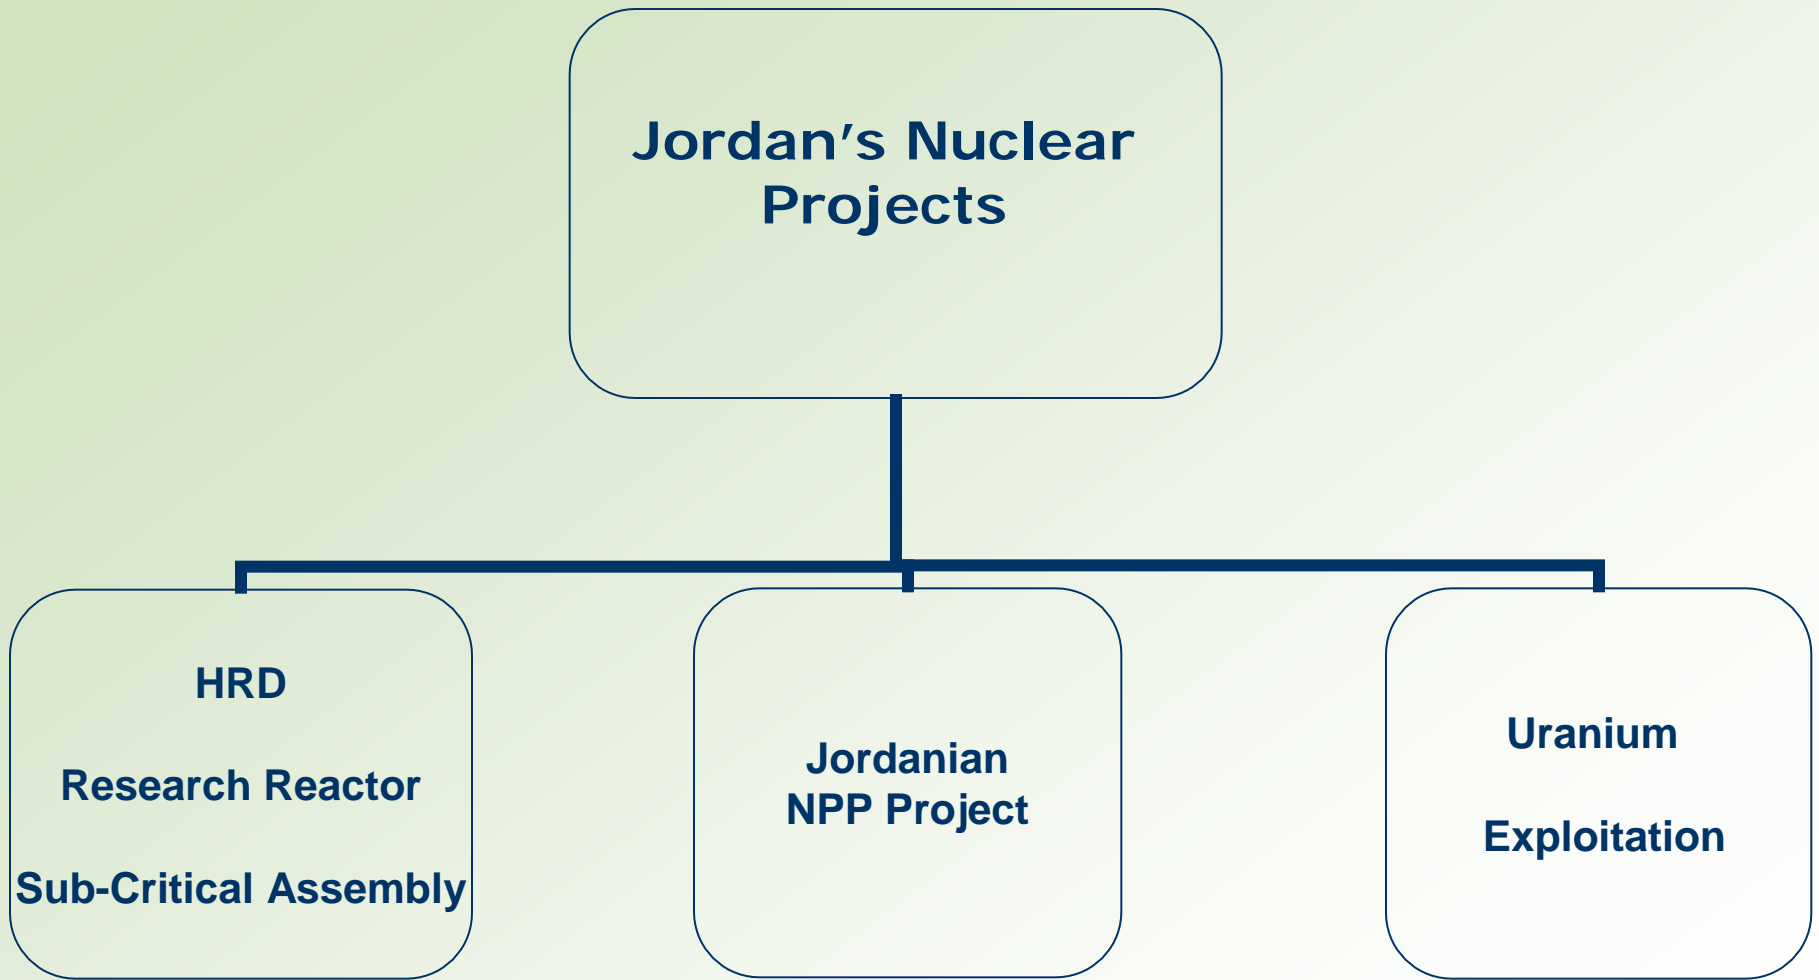 Jordan’s Nuclear
Projects
HRD
Research Reactor
Sub-Critical Assembly
Jordanian
NPP Project
Uranium
Exploitation